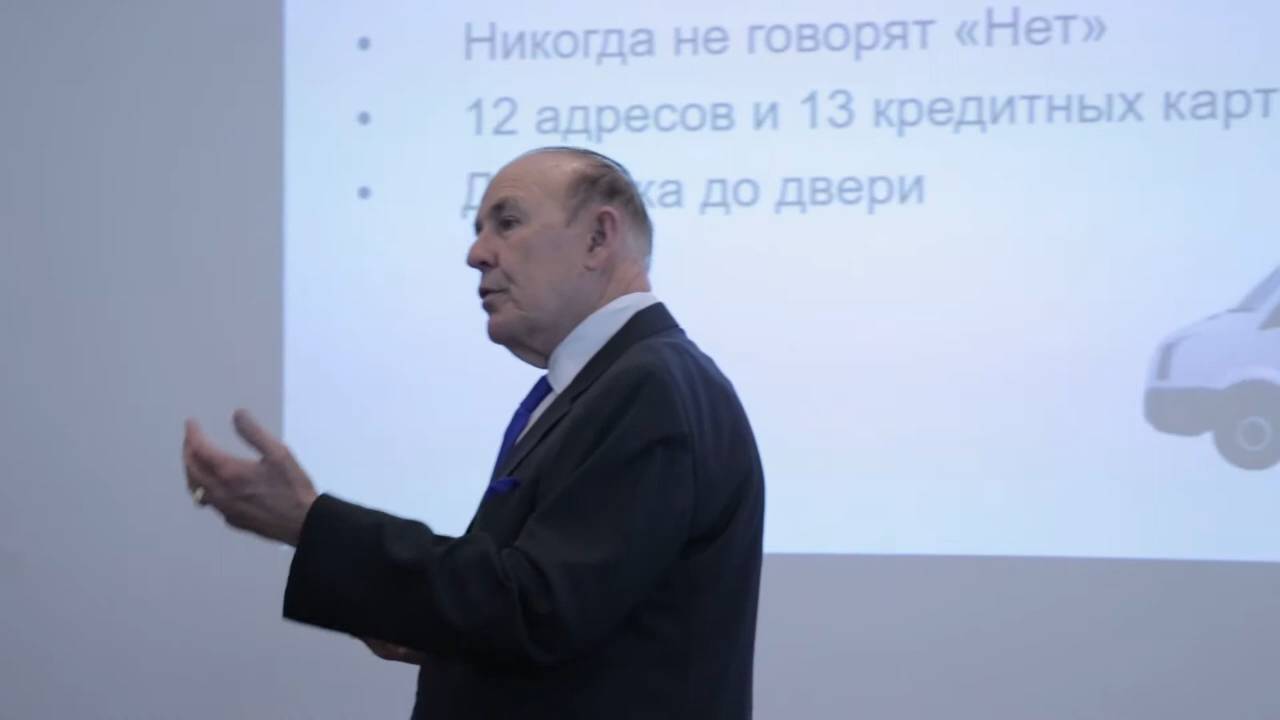 • Никогда не говорят «Нет»
• 12 адресов и 13 кредитных карт
• до двери